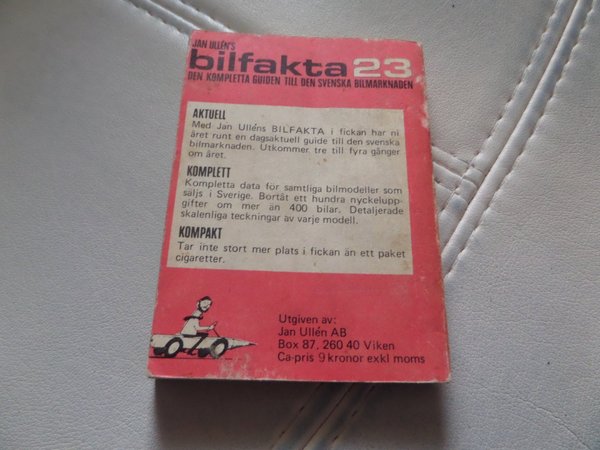 JAN ULLÉN'S
bilfakta 23
DEN KOMPLETTA GUIDEN TILL DEN SVENSKA BILMARKNADEN
AKTUELL
Med Jan Ulléns BILFAKTA i fickan har ni
året runt en dagsaktuell guide till den svenska
bilmarknaden. Utkommer tre till fyra gånger
om året.
KOMPLETT
Kompletta data för samtliga bilmodeller som
säljs i Sverige. Bortåt ett hundra nyckelupp-
gifter om mer än 400 bilar. Detaljerade
skalenliga teckningar av varje modell.
KOMPAKT
Tar inte stort mer plats i fickan än ett paket
cigaretter.
Utgiven av:
Jan Ullén AB
Box 87, 260 40 Viken
Ca-pris 9 kronor exkl moms